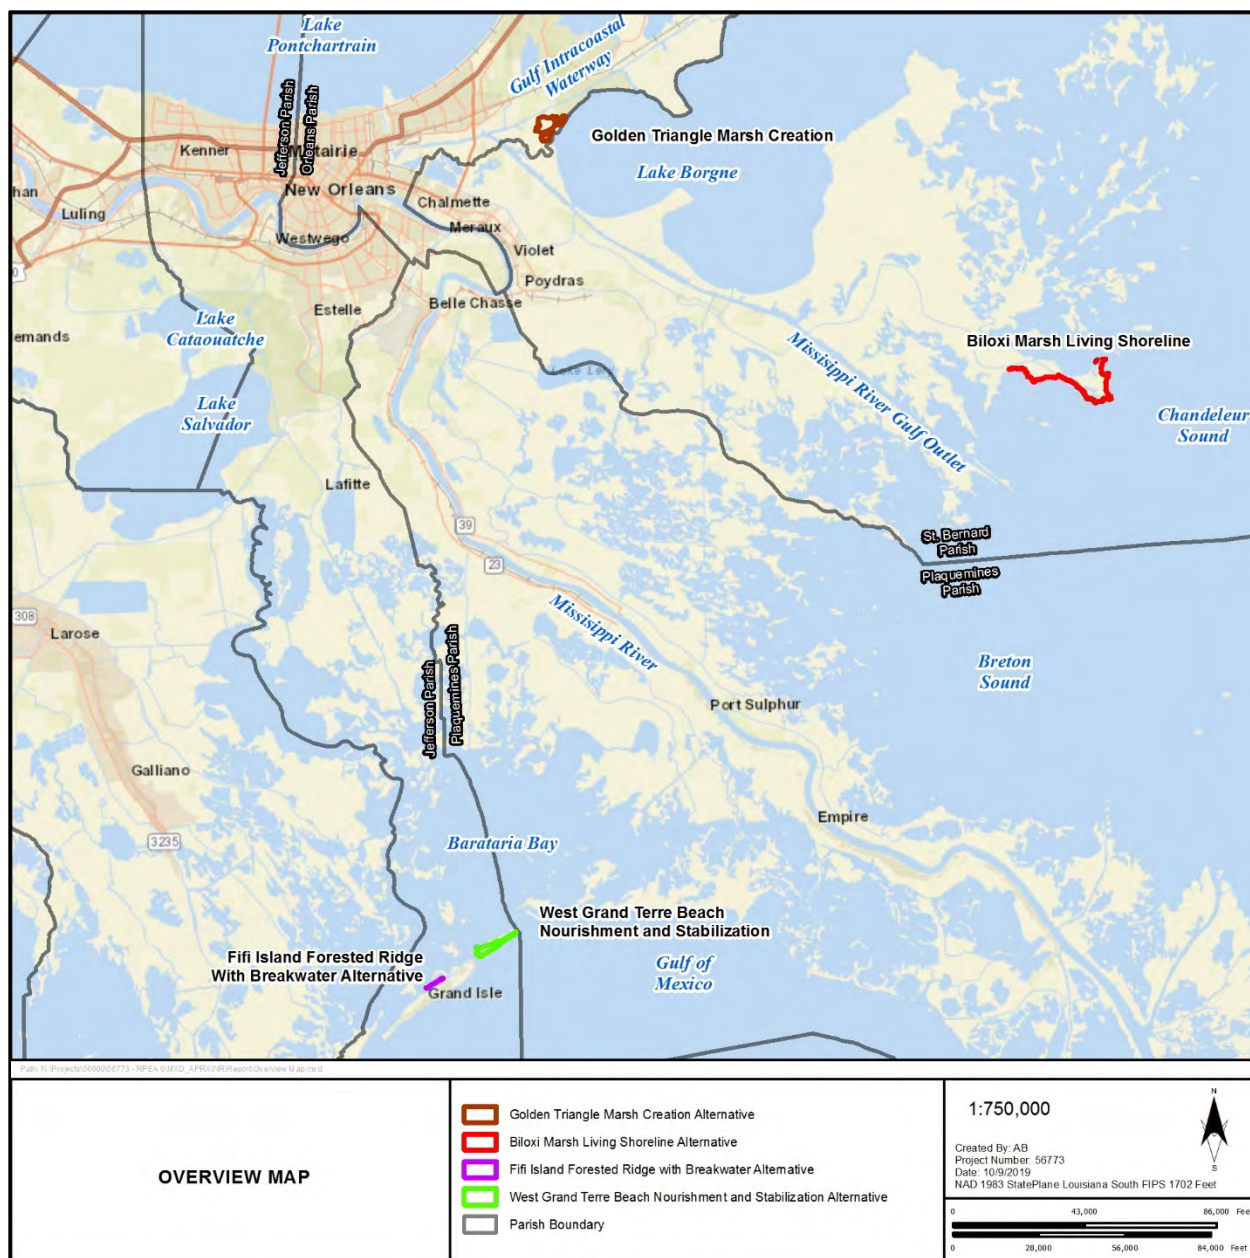 Lake
Pontchartrain
Gulf Intracoastal
Waterway
Jefferson Parish
Orleans Parish
Golden Triangle Marsh Creation
Kenner
Metairie
Lake Borgne
han
New Orleans
Luling
Chalmette
Meraux
Westwego
Violet
Poydras
Belle Chasse
Estelle
Lake
Cataouatche
emands
Biloxi Marsh Living Shoreline
Mississippi River Gulf Outlet
Lake
Salvador
Chandeleur
Sound
Lafitte
39
23
St. Bernard
Parish
Plaquemines
Parish
308
Larose
Mississippi River
Jefferson Parish
Plaquemines Parish
Breton
Sound
Port Sulphur
Galliano
Empire
3235
Barataria Bay
West Grand Terre Beach
Nourishment and Stabilization
Fifi Island Forested Ridge
With Breakwater Alternative
Gulf of
Mexico
Grand Isle
OVERVIEW MAP
Golden Triangle Marsh Creation Alternative
Biloxi Marsh Living Shoreline Alternative
Fifi Island Forested Ridge with Breakwater Alternative
West Grand Terre Beach Nourishment and Stabilization Alternative
Parish Boundary
1:750,000
N
S
Created By: AB
Project Number: 56773
Date: 10/9/2019
NAD 1983 StatePlane Louisiana South FIPS 1702 Feet
0 43,000 86,000 Fee
0 28,000 56,000 84,000 Feet